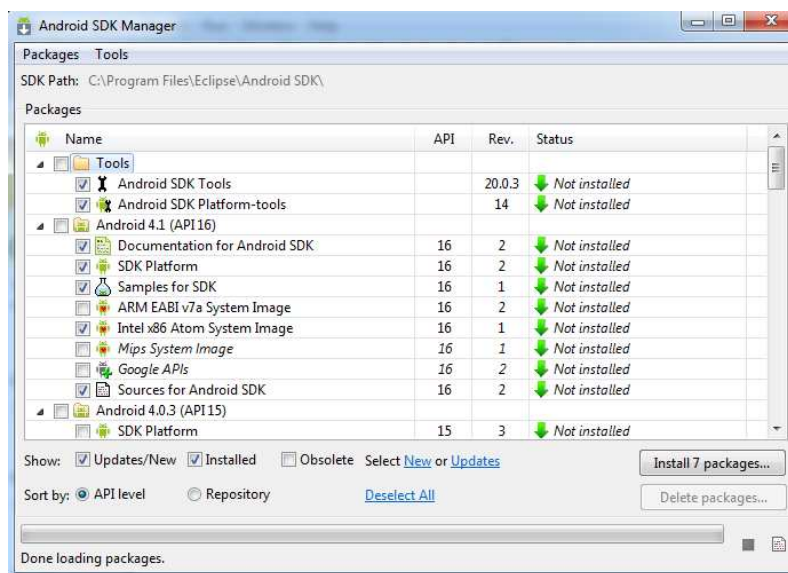 Android SDK Manager
Packages Tools
SDK Path: C:\Program Files\Eclipse\Android SDK\
Packages
Name API Rev. Status
Tools
Android SDK Tools 20.0.3 Not installed
Android SDK Platform-tools 14 Not installed
Android 4.1 (API 16)
Documentation for Android SDK 16 2 Not installed
SDK Platform 16 2 Not installed
Samples for SDK 16 1 Not installed
ARM EABI v7a System Image 16 2 Not installed
Intel x86 Atom System Image 16 1 Not installed
Mips System Image 16 1 Not installed
Google APIs 16 2 Not installed
Sources for Android SDK 16 2 Not installed
Android 4.0.3 (API 15)
SDK Platform 15 3 Not installed
Show: Updates/New Installed Obsolete Select New or Updates Install 7 packages...
Sort by: API level Repository Deselect All Delete packages...
Done loading packages.